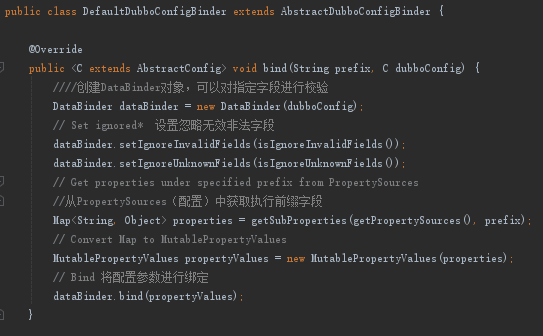 public class DefaultDubboConfigBinder extends AbstractDubboConfigBinder {
@Override
public <C extends AbstractConfig> void bind(String prefix, C dubboConfig) {
////创建DataBinder对象，可以对指定字段进行校验
DataBinder dataBinder = new DataBinder(dubboConfig);
// Set ignored*  设置忽略无效非法字段
dataBinder.setIgnoreInvalidFields(isIgnoreInvalidFields());
dataBinder.setIgnoreUnknownFields(isIgnoreUnknownFields());
// Get properties under specified prefix from PropertySources
//从PropertySources（配置）中获取执行前缀字段
Map<String, Object> properties = getSubProperties(getPropertySources(), prefix);
// Convert Map to MutablePropertyValues
MutablePropertyValues propertyValues = new MutablePropertyValues(properties);
// Bind 将配置参数进行绑定
dataBinder.bind(propertyValues);
}